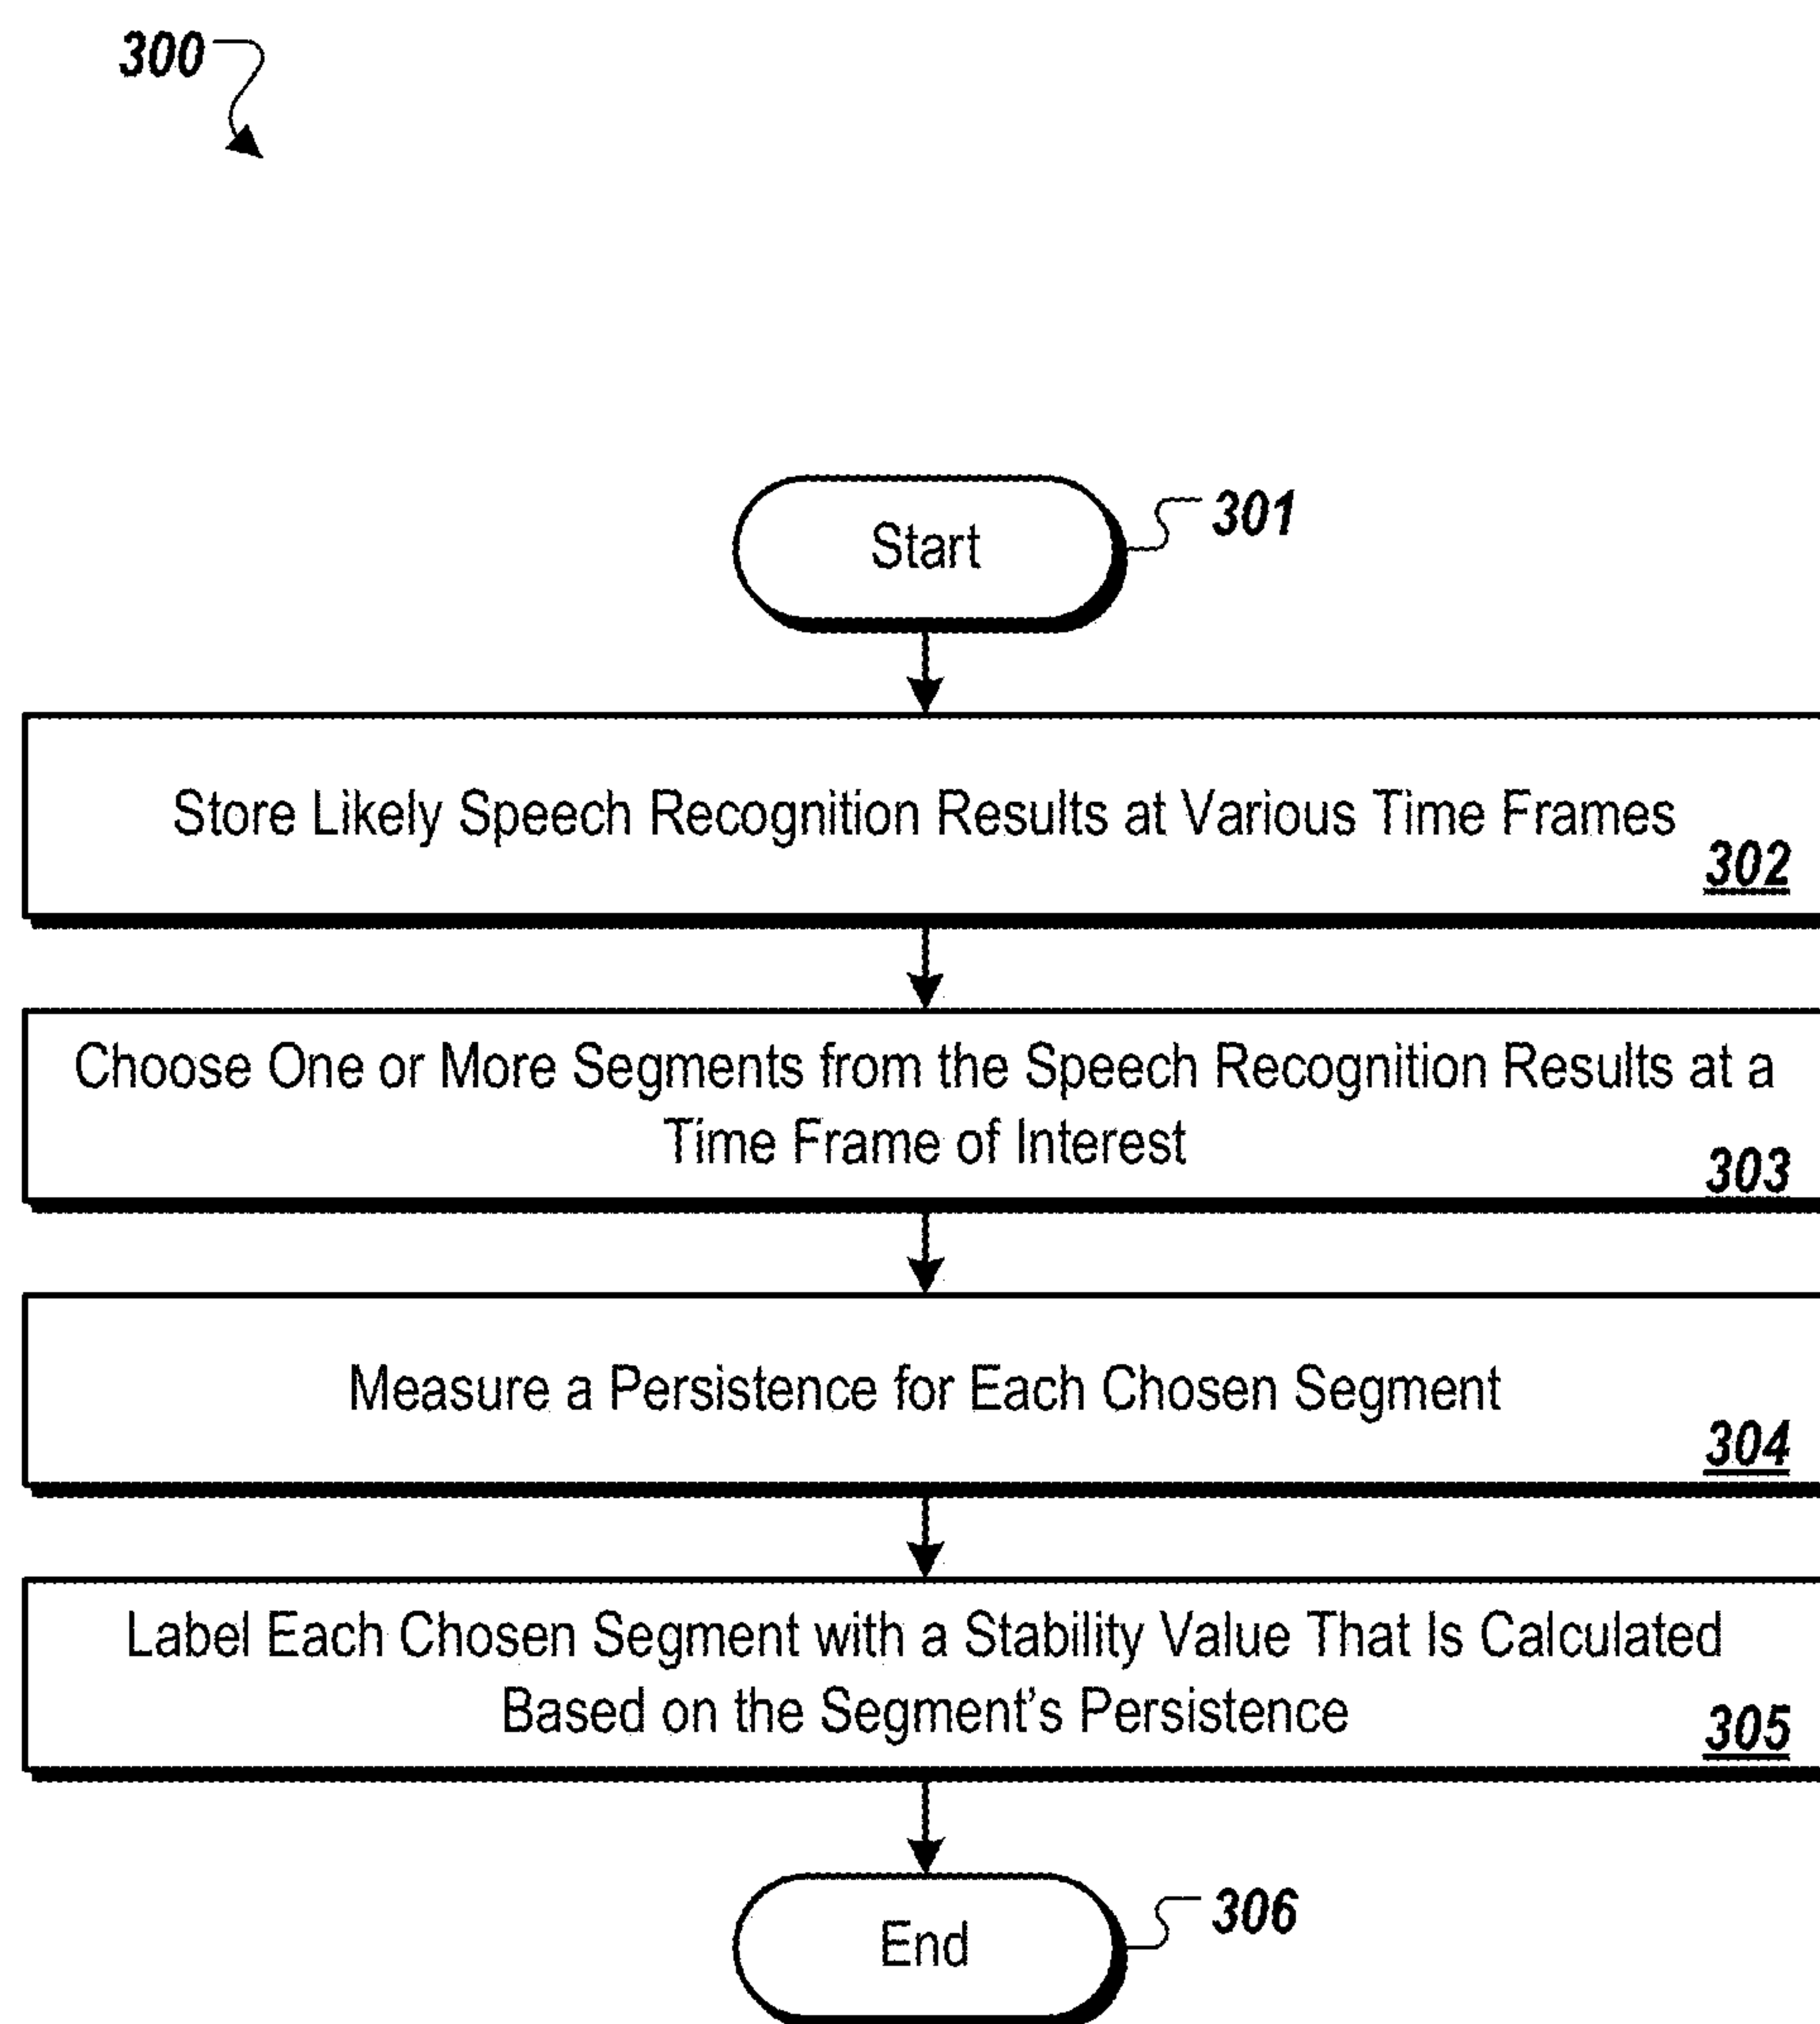 300
Start
301
Store Likely Speech Recognition Results at Various Time Frames
302
Choose One or More Segments from the Speech Recognition Results at a
Time Frame of Interest
303
Measure a Persistence for Each Chosen Segment
304
Label Each Chosen Segment with a Stability Value That Is Calculated
Based on the Segment's Persistence
305
End
306